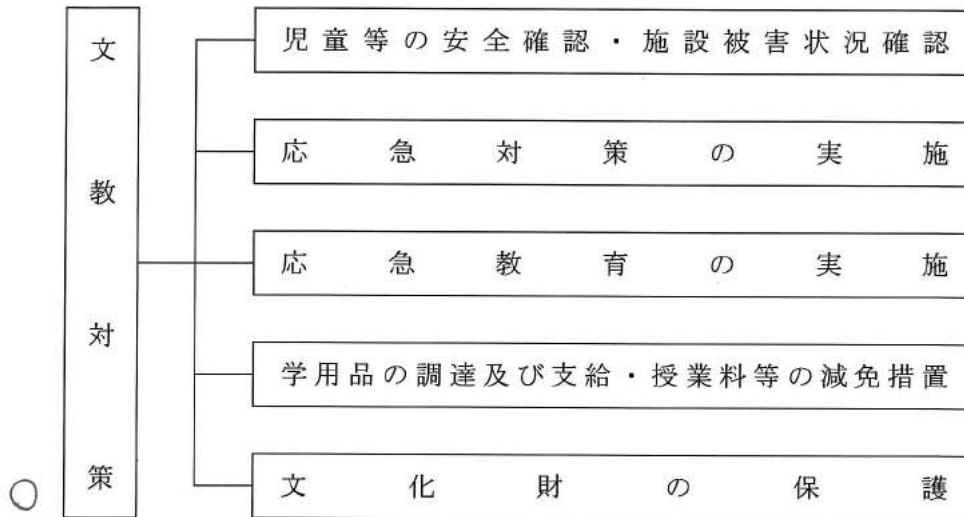 文教対策
児童等の安全確認・施設被害状況確認
応急対策の実施
応急教育の実施
学用品の調達及び支給・授業料等の減免措置
文化財の保護